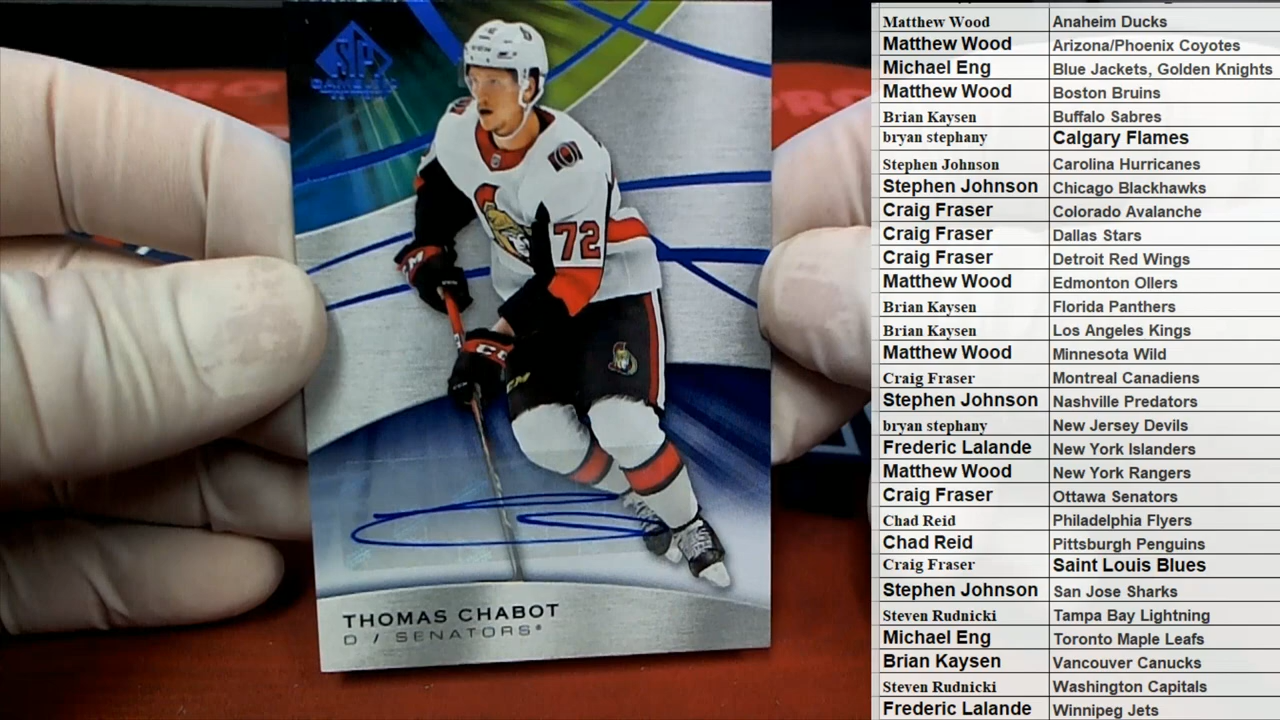 SP
GAME USED
72
CCM
THOMAS CHABOT
D / SENATORS
Matthew Wood Anaheim Ducks
Matthew Wood Arizona/Phoenix Coyotes
Michael Eng Blue Jackets, Golden Knights
Matthew Wood Boston Bruins
Brian Kaysen Buffalo Sabres
bryan stephany Calgary Flames
Stephen Johnson Carolina Hurricanes
Stephen Johnson Chicago Blackhawks
Craig Fraser Colorado Avalanche
Craig Fraser Dallas Stars
Craig Fraser Detroit Red Wings
Matthew Wood Edmonton Ollers
Brian Kaysen Florida Panthers
Brian Kaysen Los Angeles Kings
Matthew Wood Minnesota Wild
Craig Fraser Montreal Canadiens
Stephen Johnson Nashville Predators
bryan stephany New Jersey Devils
Frederic Lalande New York Islanders
Matthew Wood New York Rangers
Craig Fraser Ottawa Senators
Chad Reid Philadelphia Flyers
Chad Reid Pittsburgh Penguins
Craig Fraser Saint Louis Blues
Stephen Johnson San Jose Sharks
Steven Rudnicki Tampa Bay Lightning
Michael Eng Toronto Maple Leafs
Brian Kaysen Vancouver Canucks
Steven Rudnicki Washington Capitals
Frederic Lalande Winnipeg Jets